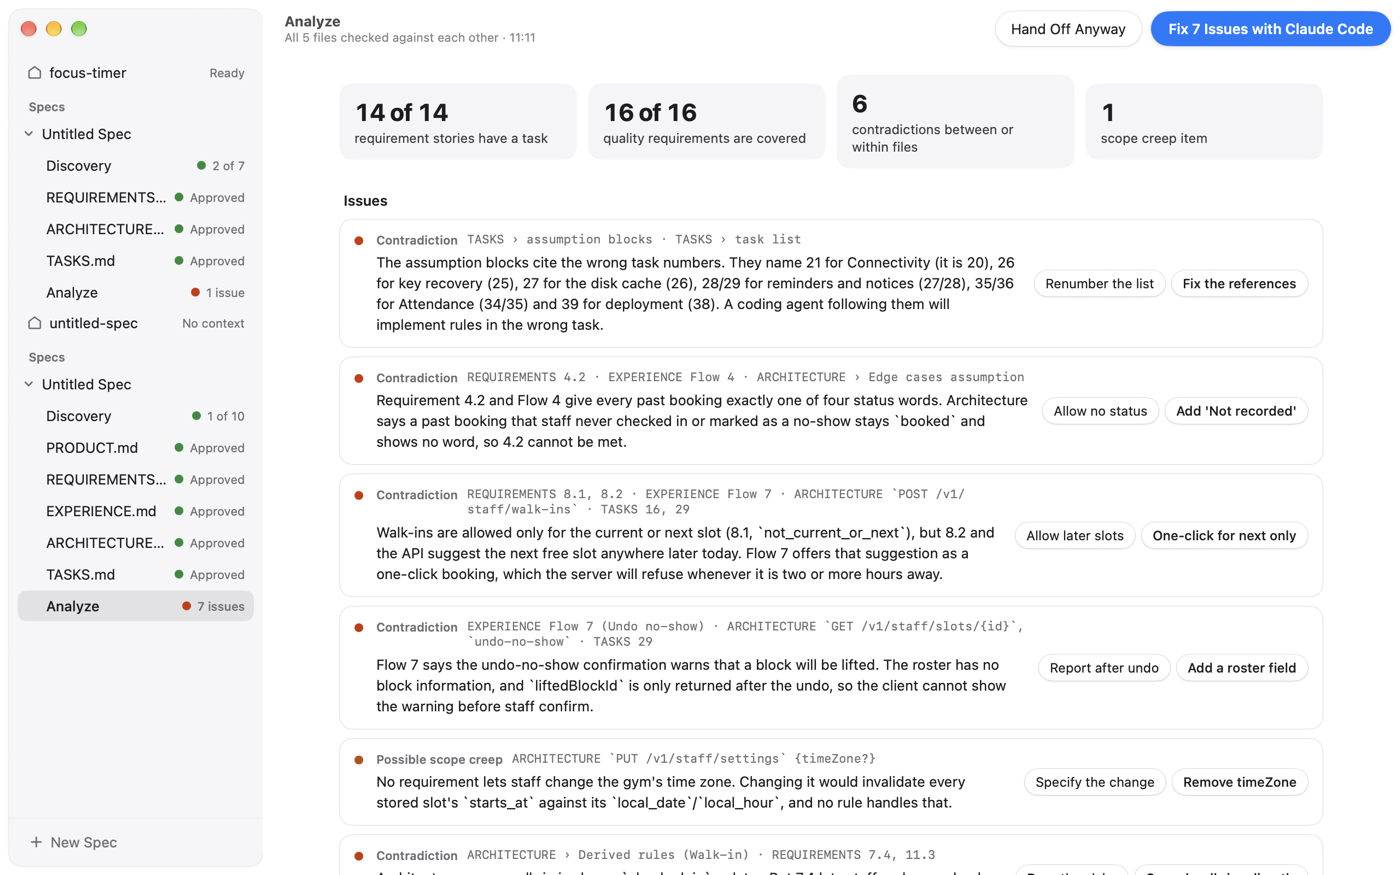 focus-timer Ready
Specs
Untitled Spec
Discovery 2 of 7
REQUIREMENTS... Approved
ARCHITECTURE... Approved
TASKS.md Approved
Analyze 1 issue
untitled-spec No context
Specs
Untitled Spec
Discovery 1 of 10
PRODUCT.md Approved
REQUIREMENTS... Approved
EXPERIENCE.md Approved
ARCHITECTURE... Approved
TASKS.md Approved
Analyze 7 issues
+ New Spec
Analyze
All 5 files checked against each other · 11:11
Hand Off Anyway
Fix 7 Issues with Claude Code
14 of 14
requirement stories have a task
16 of 16
quality requirements are covered
6
contradictions between or
within files
1
scope creep item
Issues
Contradiction TASKS › assumption blocks · TASKS › task list
The assumption blocks cite the wrong task numbers. They name 21 for Connectivity (it is 20), 26
for key recovery (25), 27 for the disk cache (26), 28/29 for reminders and notices (27/28), 35/36
for Attendance (34/35) and 39 for deployment (38). A coding agent following them will
implement rules in the wrong task.
Renumber the list
Fix the references
Contradiction REQUIREMENTS 4.2 · EXPERIENCE Flow 4 · ARCHITECTURE › Edge cases assumption
Requirement 4.2 and Flow 4 give every past booking exactly one of four status words. Architecture
says a past booking that staff never checked in or marked as a no-show stays `booked` and
shows no word, so 4.2 cannot be met.
Allow no status
Add 'Not recorded'
Contradiction REQUIREMENTS 8.1, 8.2 · EXPERIENCE Flow 7 · ARCHITECTURE `POST /v1/
staff/walk-ins` · TASKS 16, 29
Walk-ins are allowed only for the current or next slot (8.1, `not_current_or_next`), but 8.2 and
the API suggest the next free slot anywhere later today. Flow 7 offers that suggestion as a
one-click booking, which the server will refuse whenever it is two or more hours away.
Allow later slots
One-click for next only
Contradiction EXPERIENCE Flow 7 (Undo no-show) · ARCHITECTURE `GET /v1/staff/slots/{id}`,
`undo-no-show` · TASKS 29
Flow 7 says the undo-no-show confirmation warns that a block will be lifted. The roster has no
block information, and `liftedBlockId` is only returned after the undo, so the client cannot show
the warning before staff confirm.
Report after undo
Add a roster field
Possible scope creep ARCHITECTURE `PUT /v1/staff/settings` {timeZone?}
No requirement lets staff change the gym's time zone. Changing it would invalidate every
stored slot's `starts_at` against its `local_date`/`local_hour`, and no rule handles that.
Specify the change
Remove timeZone
Contradiction ARCHITECTURE › Derived rules (Walk-in) · REQUIREMENTS 7.4, 11.3